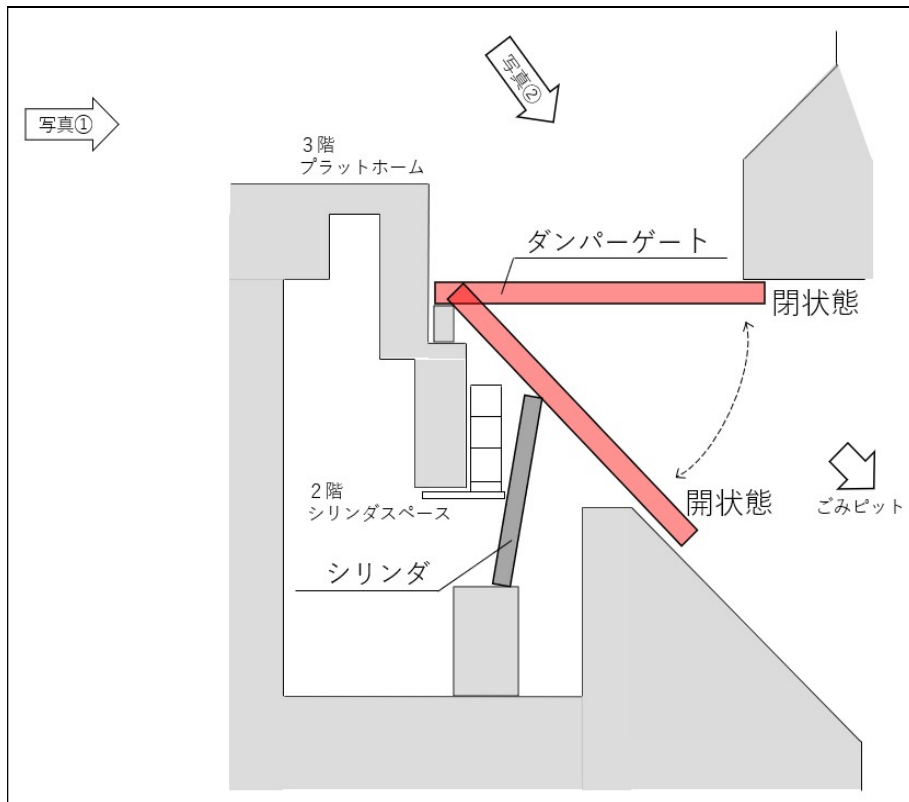 写真①
写真②
３階
プラットホーム
ダンパーゲート
閉状態
開状態
ごみピット
２階
シリンダスペース
シリンダ